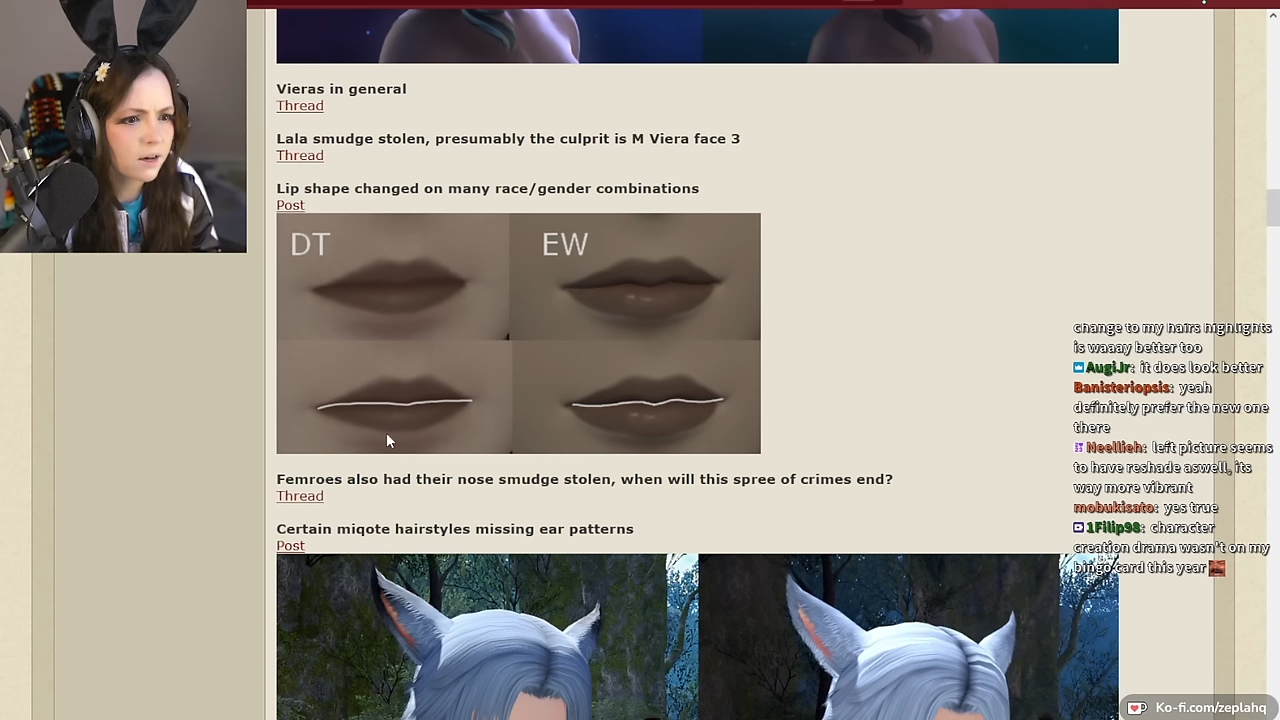 Vieras in general
Thread
Lala smudge stolen, presumably the culprit is M Viera face 3
Thread
Lip shape changed on many race/gender combinations
Post
DT
EW
Femroes also had their nose smudge stolen, when will this spree of crimes end?
Thread
Certain miqote hairstyles missing ear patterns
Post
change to my hairs highlights
is waaay better too
AugiJr: it does look better
Banisteriopsis: yeah
definitely prefer the new one
there
Neellieh: left picture seems
to have reshade aswell, its
way more vibrant
mobukisato: yes true
1Filip98: character
creation drama wasn't on my
bingo card this year
Ko-fi.com/zeplahq